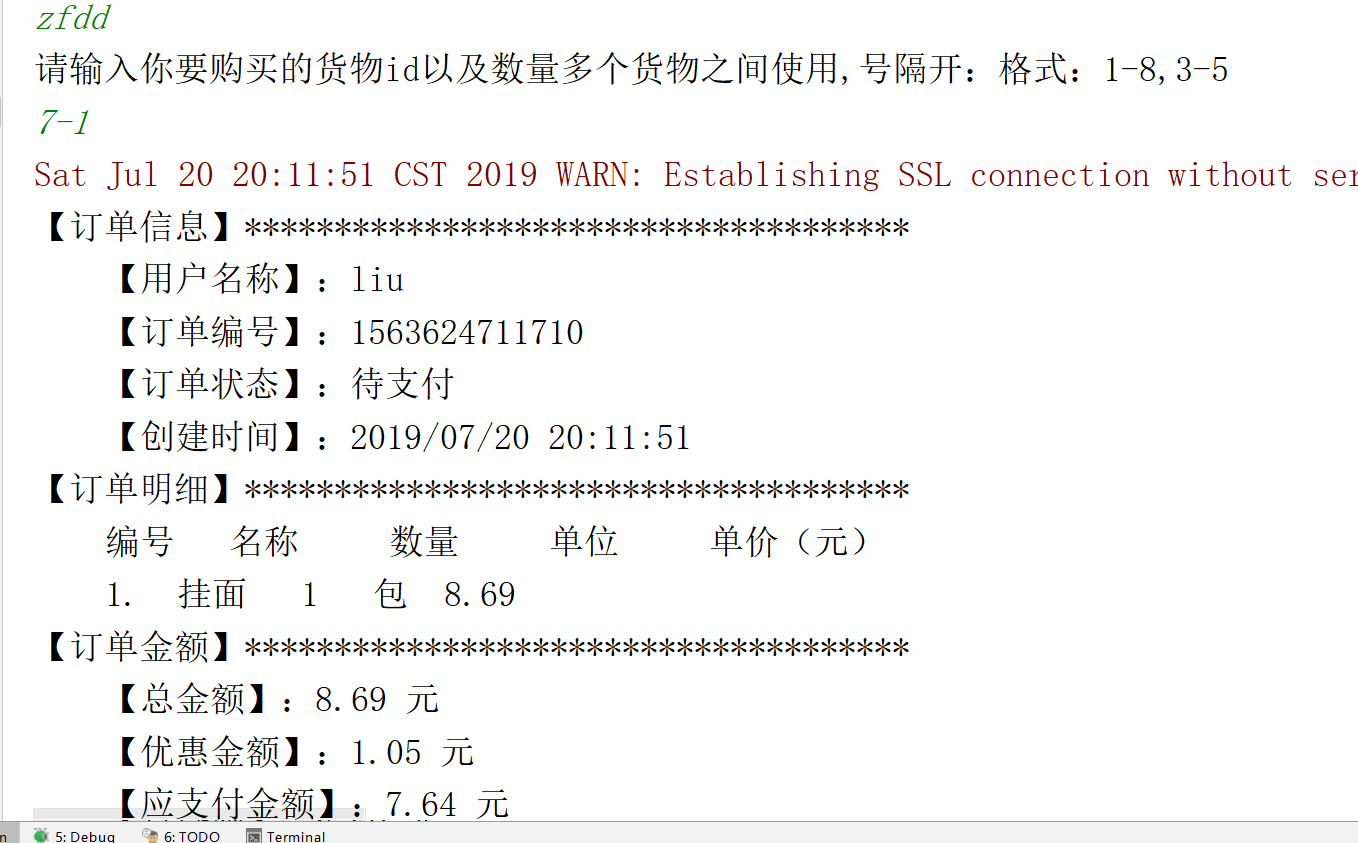 zfdd
请输入你要购买的货物id以及数量多个货物之间使用,号隔开：格式：1-8,3-5
7-1
Sat Jul 20 20:11:51 CST 2019 WARN: Establishing SSL connection without ser
【订单信息】*************************************
【用户名称】：liu
【订单编号】：1563624711710
【订单状态】：待支付
【创建时间】：2019/07/20 20:11:51
【订单明细】*************************************
编号 名称 数量 单位 单价（元）
1. 挂面 1 包 8.69
【订单金额】*************************************
【总金额】：8.69 元
【优惠金额】：1.05 元
【应支付金额】：7.64 元
n 5: Debug 6: TODO Terminal